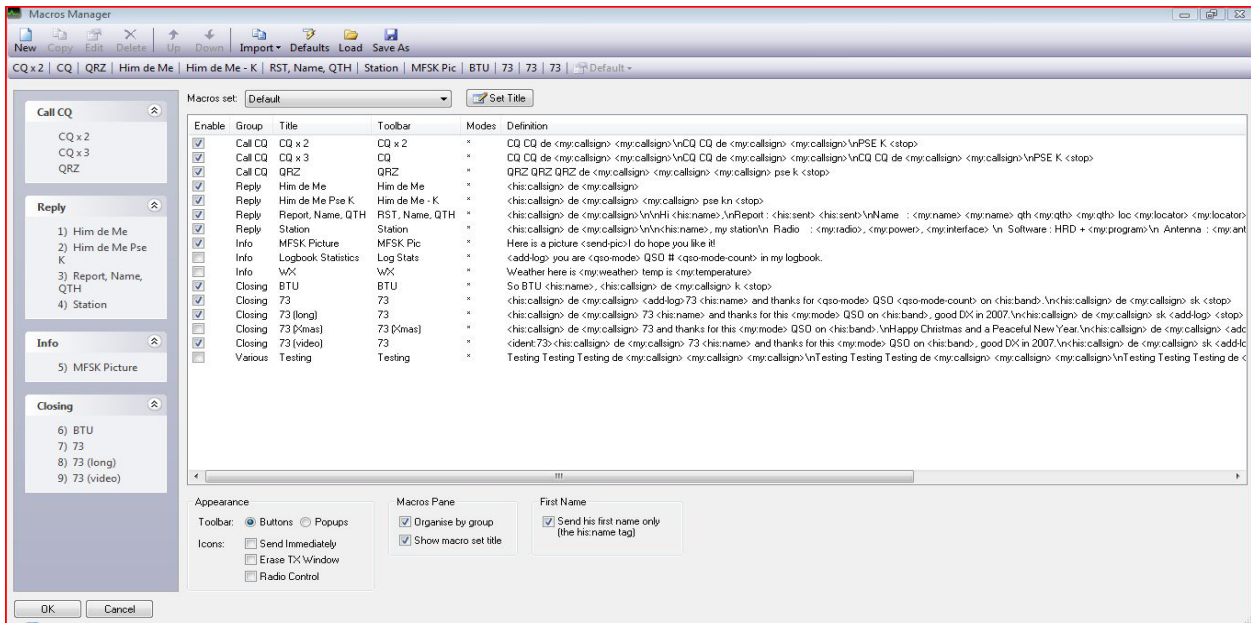 Macros Manager
New Copy Edit Delete Up Down Import Defaults Load Save As
CQ x 2 | CQ | QRZ | Him de Me | Him de Me - K | RST, Name, QTH | Station | MFSK Pic | BTU | 73 | 73 | 73 | Default
Macros set: Default Set Title
Call CQ
CQ x 2
CQ x 3
QRZ
Reply
1) Him de Me
2) Him de Me Pse
K
3) Report, Name,
QTH
4) Station
Info
5) MFSK Picture
Closing
6) BTU
7) 73
8) 73 (long)
9) 73 (video)
Enable Group Title Toolbar Modes Definition
Call CQ CQ x 2 CQ x 2 * CQ CQ de <my:callsign> <my:callsign>\nCQ CQ de <my:callsign> <my:callsign>\nPSE K <stop>
Call CQ CQ x 3 CQ * CQ CQ de <my:callsign> <my:callsign>\nCQ CQ de <my:callsign> <my:callsign>\nCQ CQ de <my:callsign> <my:callsign>\nPSE K <stop>
Call CQ QRZ QRZ * QRZ QRZ QRZ de <my:callsign> <my:callsign> <my:callsign> pse k <stop>
Reply Him de Me Him de Me * <his:callsign> de <my:callsign>
Reply Him de Me Pse K Him de Me - K * <his:callsign> de <my:callsign> <my:callsign> pse kn <stop>
Reply Report, Name, QTH RST, Name, QTH * <his:callsign> de <my:callsign>\n\nHi <his:name>,\nReport : <his:sent> <his:sent>\nName : <my:name> <my:name> qth <my:qth> <my:qth> loc <my:locator> <my:locator>
Reply Station Station * <his:callsign> de <my:callsign>\n\n<his:name>, my station\n Radio : <my:radio>, <my:power>, <my:interface> \n Software : HRD + <my:program>\n Antenna : <my:ant
Info MFSK Picture MFSK Pic * Here is a picture <send-pic>I do hope you like it!
Info Logbook Statistics Log Stats * <add-log> you are <qso-mode> QSO # <qso-mode-count> in my logbook.
Info WX WX * Weather here is <my:weather> temp is <my:temperature>
Closing BTU BTU * So BTU <his:name>, <his:callsign> de <my:callsign> k <stop>
Closing 73 73 * <his:callsign> de <my:callsign> <add-log>73 <his:name> and thanks for <qso-mode> QSO <qso-mode-count> on <his:band>.\n<his:callsign> de <my:callsign> sk <stop>
Closing 73 (long) 73 * <his:callsign> de <my:callsign> 73 <his:name> and thanks for this <my:mode> QSO on <his:band>, good DX in 2007.\n<his:callsign> de <my:callsign> sk <add-log> <stop>
Closing 73 (Xmas) 73 (Xmas) * <his:callsign> de <my:callsign> 73 and thanks for this <my:mode> QSO on <his:band>.\nHappy Christmas and a Peaceful New Year.\n<his:callsign> de <my:callsign> <adc
Closing 73 (video) 73 * <ident:73><his:callsign> de <my:callsign> 73 <his:name> and thanks for this <my:mode> QSO on <his:band>, good DX in 2007.\n<his:callsign> de <my:callsign> sk <add-lc
Various Testing Testing * Testing Testing Testing de <my:callsign> <my:callsign> <my:callsign>\nTesting Testing Testing de <my:callsign> <my:callsign> <my:callsign>\nTesting Testing Testing de <
Appearance
Toolbar: Buttons Popups
Icons: Send Immediately
Erase TX Window
Radio Control
Macros Pane
Organise by group
Show macro set title
First Name
Send his first name only
(the his:name tag)
OK Cancel